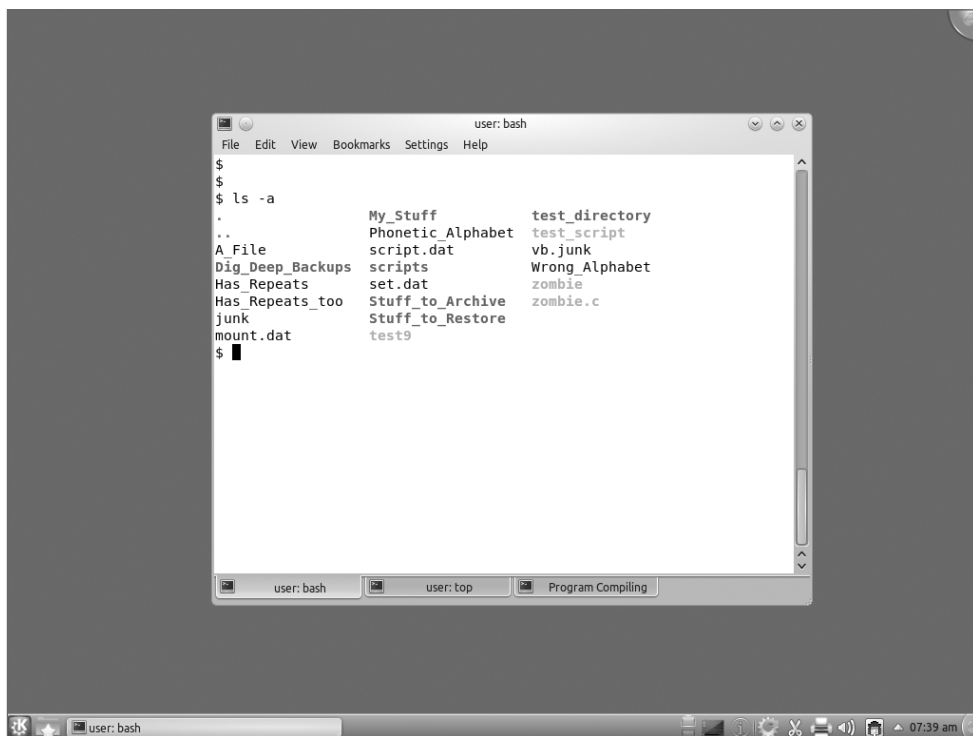 user: bash
File Edit View Bookmarks Settings Help
$
$
$ ls -a
. My_Stuff test_directory
.. Phonetic_Alphabet test_script
A_File script.dat vb.junk
Dig_Deep_Backups scripts Wrong_Alphabet
Has_Repeats set.dat zombie
Has_Repeats_too Stuff_to_Archive zombie.c
junk Stuff_to_Restore
mount.dat test9
$
user: bash user: top Program Compiling
user: bash 07:39 am